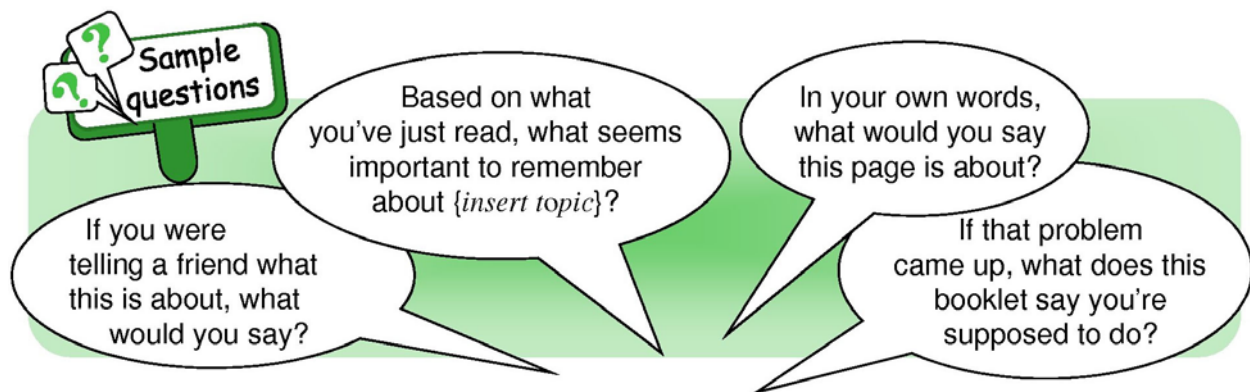 ?
?
Sample
questions
If you were
telling a friend what
this is about, what
would you say?
Based on what
you've just read, what seems
important to remember
about {insert topic}?
In your own words,
what would you say
this page is about?
If that problem
came up, what does this
booklet say you're
supposed to do?